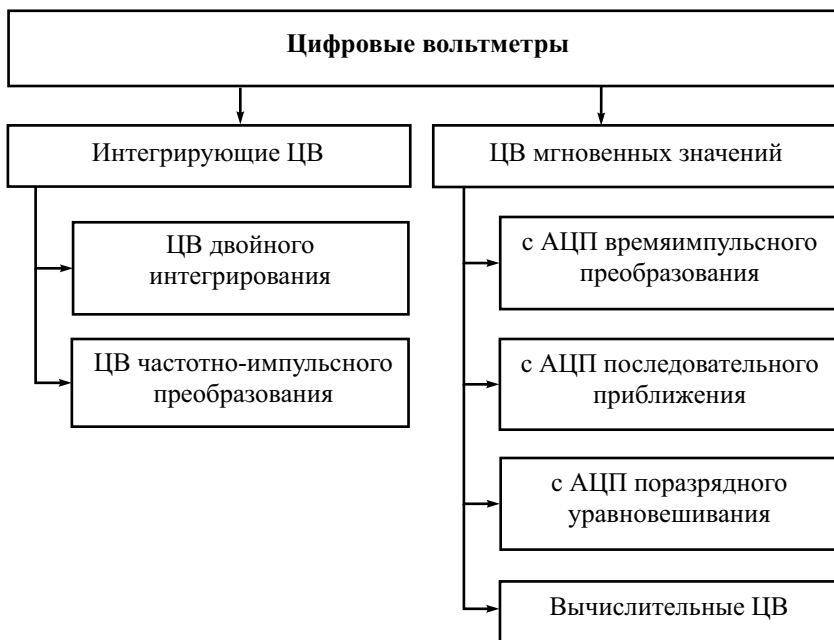 Цифровые вольтметры
Интегрирующие ЦВ
ЦВ двойного
интегрирования
ЦВ частотно-импульсного
преобразования
ЦВ мгновенных значений
с АЦП времяимпульсного
преобразования
с АЦП последовательного
приближения
с АЦП поразрядного
уравновешивания
Вычислительные ЦВ